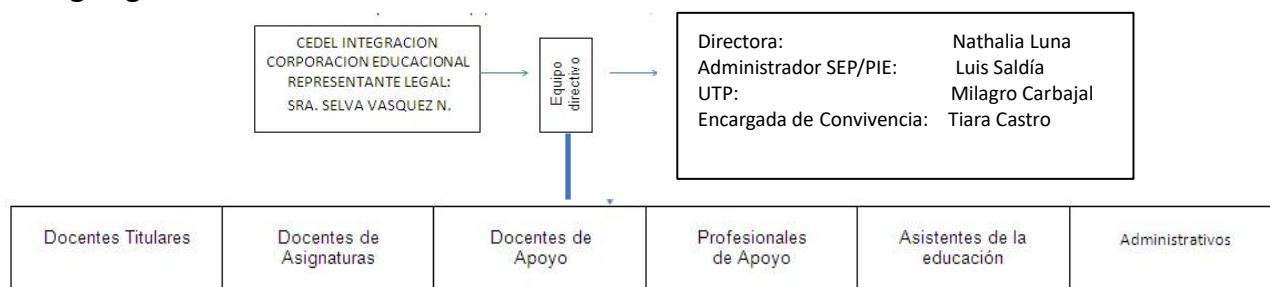 CEDEL INTEGRACION
CORPORACION EDUCACIONAL
REPRESENTANTE LEGAL:
SRA. SELVA VASQUEZ N.
Equipo
directivo
Directora: Nathalia Luna
Administrador SEP/PIE: Luis Saldía
UTP: Milagro Carbajal
Encargada de Convivencia: Tiara Castro
Docentes Titulares
Docentes de
Asignaturas
Docentes de
Apoyo
Profesionales
de Apoyo
Asistentes de la
educación
Administrativos